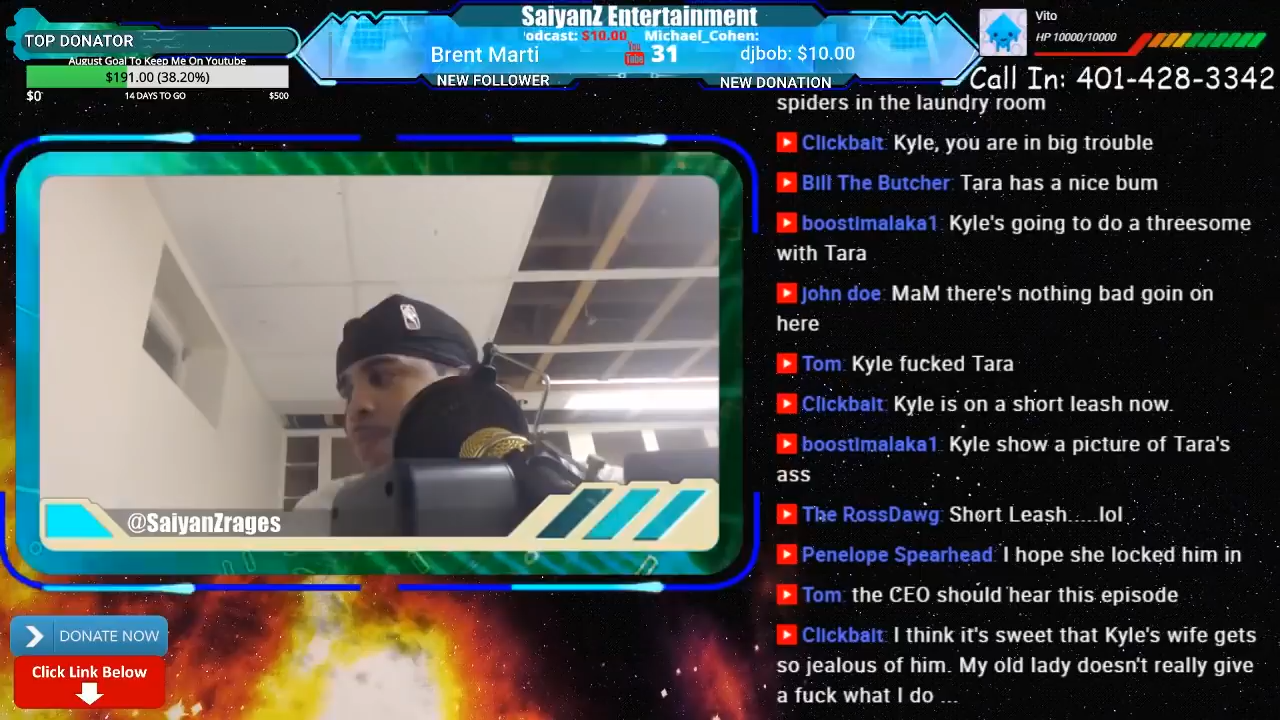 SaiyanZ Entertainment
TOP DONATOR
August Goal To Keep Me On Youtube
$191.00 (38.20%)
$0
14 DAYS TO GO
$500
odcast: $10.00 Michael_Cohen:
Brent Marti
You Tube
31
djbob: $10.00
NEW FOLLOWER
NEW DONATION
Vito
HP 10000/10000
Call In: 401-428-3342
spiders in the laundry room
Clickbait: Kyle, you are in big trouble
Bill The Butcher: Tara has a nice bum
boostimalaka1: Kyle's going to do a threesome
with Tara
john doe: MaM there's nothing bad goin on
here
Tom: Kyle fucked Tara
Clickbait: Kyle is on a short leash now.
boostimalaka1: Kyle show a picture of Tara's
ass
The RossDawg: Short Leash.....lol
Penelope Spearhead: I hope she locked him in
Tom: the CEO should hear this episode
Clickbait: I think it's sweet that Kyle's wife gets
so jealous of him. My old lady doesn't really give
a fuck what I do ...
@SaiyanZrages
DONATE NOW
Click Link Below